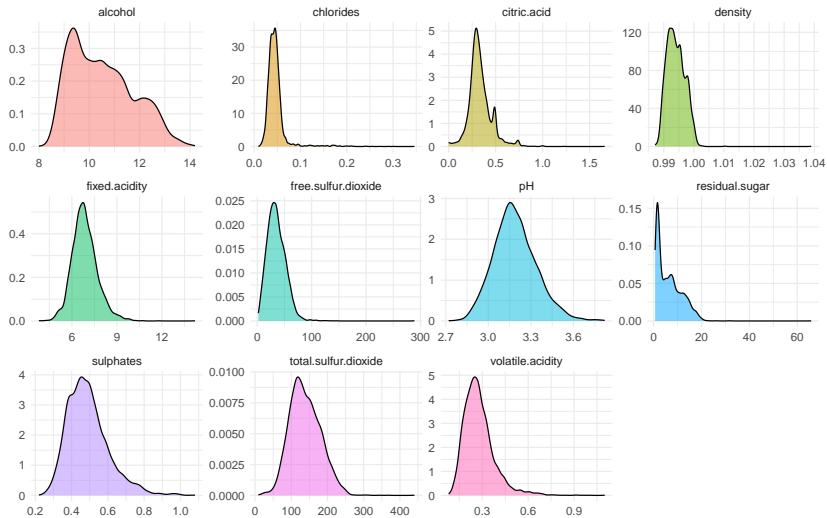 alcohol
chlorides
citric.acid
density
0.3
0.2
0.1
0.0
8 10 12 14
30
20
10
0
0.0 0.1 0.2 0.3
5
4
3
2
1
0
0.0 0.5 1.0 1.5
120
80
40
0
0.99 1.00 1.01 1.02 1.03 1.04
fixed.acidity
free.sulfur.dioxide
pH
residual.sugar
0.4
0.2
0.0
6 9 12
0.025
0.020
0.015
0.010
0.005
0.000
0 100 200 300
3
2
1
0
2.7 3.0 3.3 3.6
0.15
0.10
0.05
0.00
0 20 40 60
sulphates
total.sulfur.dioxide
volatile.acidity
4
3
2
1
0
0.2 0.4 0.6 0.8 1.0
0.0100
0.0075
0.0050
0.0025
0.0000
0 100 200 300 400
5
4
3
2
1
0
0.3 0.6 0.9